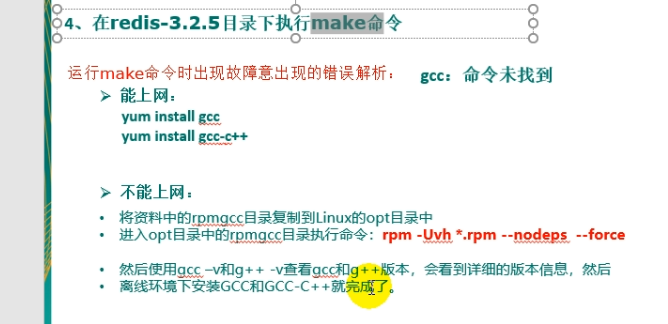 4、在redis-3.2.5目录下执行make命令
运行make命令时出现故障意出现的错误解析： gcc：命令未找到
➢ 能上网：
yum install gcc
yum install gcc-c++
➢ 不能上网：
• 将资料中的rpmgcc目录复制到Linux的opt目录中
• 进入opt目录中的rpmgcc目录执行命令：rpm -Uvh *.rpm --nodeps --force
• 然后使用gcc –v和g++ -v查看gcc和g++版本，会看到详细的版本信息，然后
• 离线环境下安装GCC和GCC-C++就完成了。